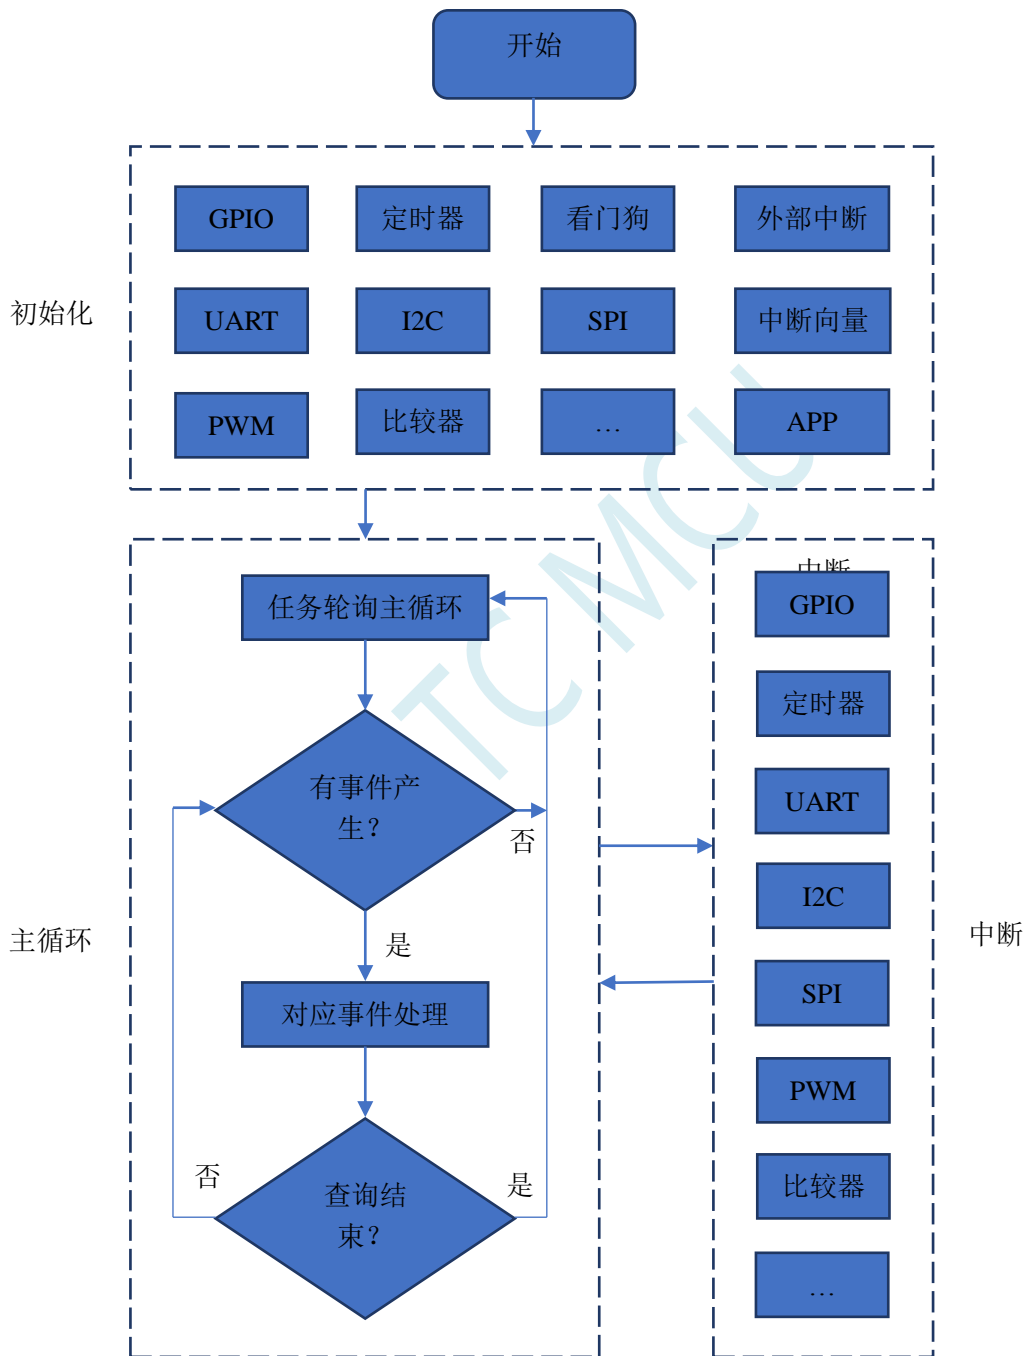 开始
GPIO
定时器
看门狗
外部中断
初始化
UART
I2C
SPI
中断向量
PWM
比较器
…
APP
任务轮询主循环
有事件产
生？
否
是
主循环
对应事件处理
否
是
查询结
束？
中断
GPIO
定时器
UART
I2C
中断
SPI
PWM
比较器
…
TC MCU